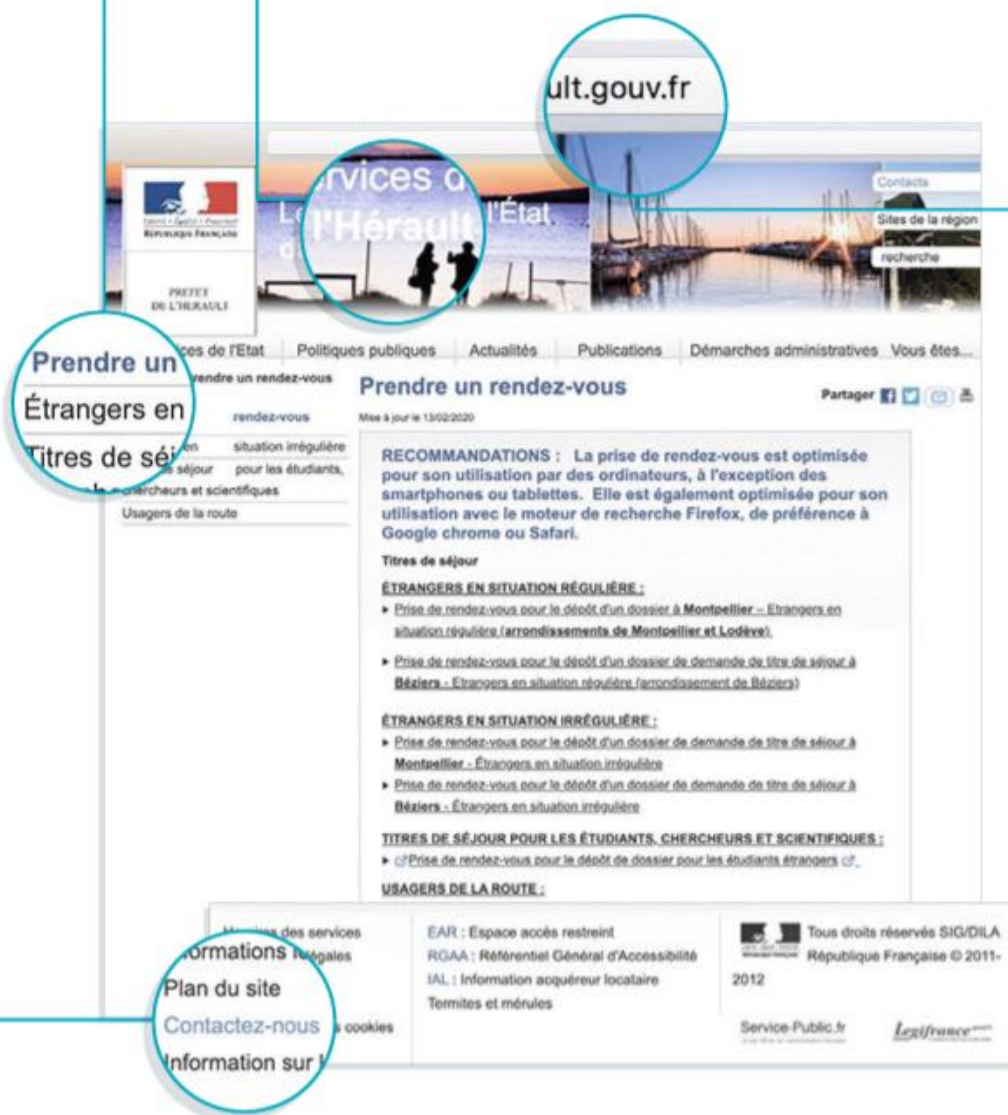 ult.gouv.fr
Contacts
Sites de la région
recherche
rvices d
Le l'État
l'Hérault
d
RÉPUBLIQUE FRANÇAISE
PREFET
DE L'HERAULT
ces de l'Etat Politiques publiques Actualités Publications Démarches administratives Vous êtes...
Prendre un
Étrangers en
Titres de séj
rendre un rendez-vous
rendez-vous
en situation irrégulière
séjour pour les étudiants,
chercheurs et scientifiques
Usagers de la route
Prendre un rendez-vous
Partager
Mise à jour le 13/02/2020
RECOMMANDATIONS : La prise de rendez-vous est optimisée
pour son utilisation par des ordinateurs, à l'exception des
smartphones ou tablettes. Elle est également optimisée pour son
utilisation avec le moteur de recherche Firefox, de préférence à
Google chrome ou Safari.
Titres de séjour
ÉTRANGERS EN SITUATION RÉGULIÈRE :
Prise de rendez-vous pour le dépôt d'un dossier à Montpellier – Etrangers en
situation régulière (arrondissements de Montpellier et Lodève)
Prise de rendez-vous pour le dépôt d'un dossier de demande de titre de séjour à
Béziers - Etrangers en situation régulière (arrondissement de Béziers)
ÉTRANGERS EN SITUATION IRRÉGULIÈRE :
Prise de rendez-vous pour le dépôt d'un dossier de demande de titre de séjour à
Montpellier - Étrangers en situation irrégulière
Prise de rendez-vous pour le dépôt d'un dossier de demande de titre de séjour à
Béziers - Étrangers en situation irrégulière
TITRES DE SÉJOUR POUR LES ÉTUDIANTS, CHERCHEURS ET SCIENTIFIQUES :
Prise de rendez-vous pour le dépôt de dossier pour les étudiants étrangers
USAGERS DE LA ROUTE :
des services
ormations légales
Plan du site
Contactez-nous
s cookies
Information sur l
EAR : Espace accès restreint
RGAA : Référentiel Général d'Accessibilité
IAL : Information acquéreur locataire
Termites et mérules
Tous droits réservés SIG/DILA
République Française © 2011-
2012
Service-Public.fr
Legifrance